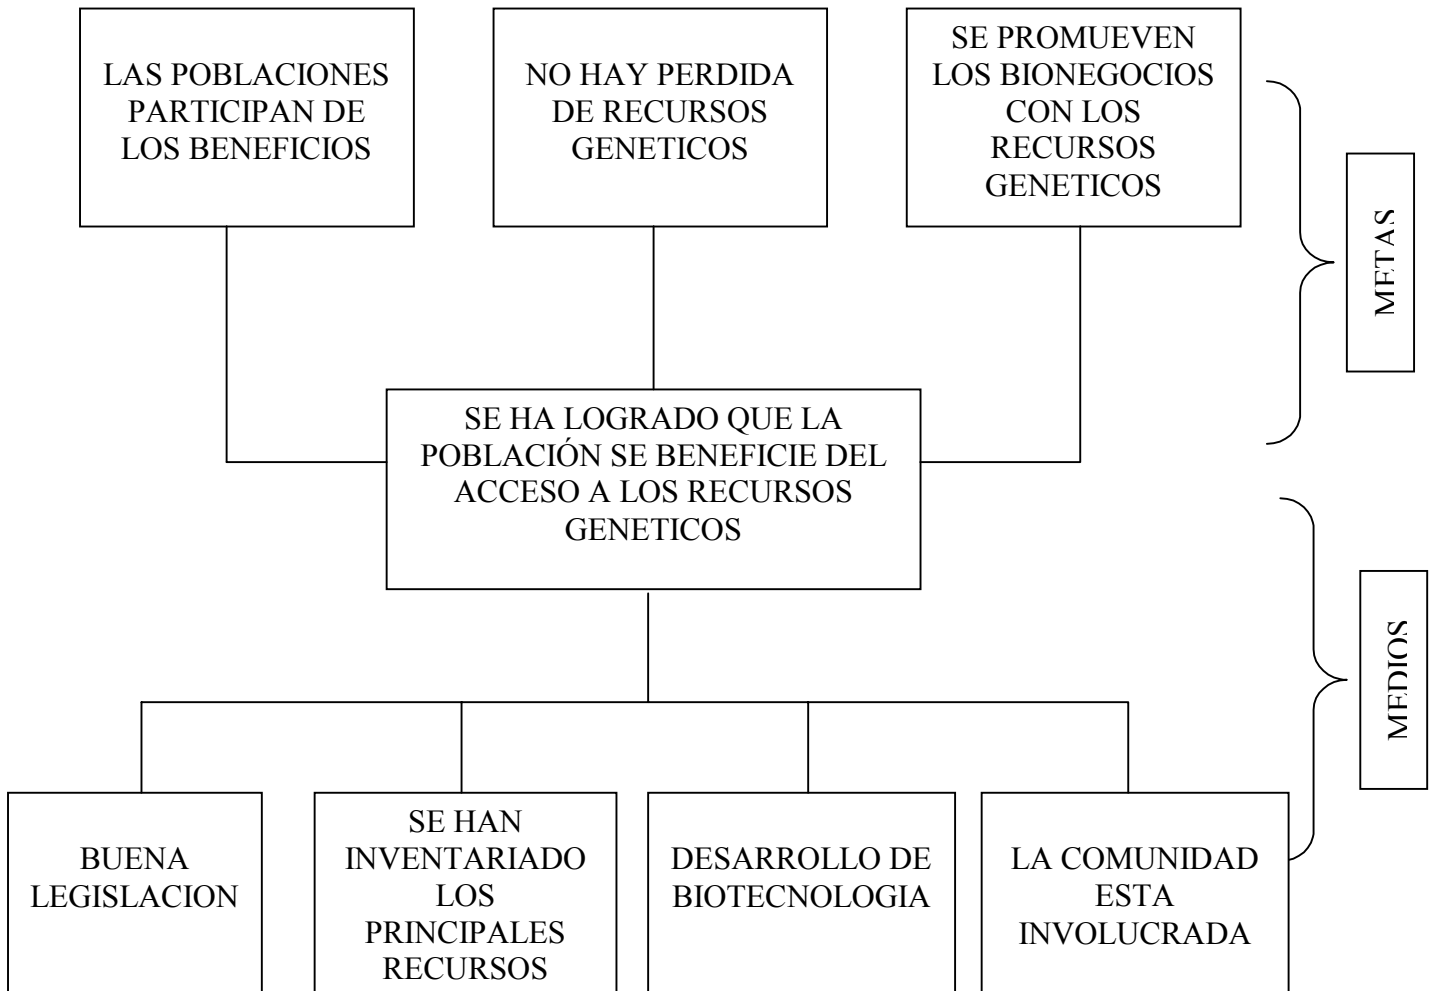 LAS POBLACIONES
PARTICIPAN DE
LOS BENEFICIOS
NO HAY PERDIDA
DE RECURSOS
GENETICOS
SE PROMUEVEN
LOS BIONEGOCIOS
CON LOS
RECURSOS
GENETICOS
METAS
SE HA LOGRADO QUE LA
POBLACIÓN SE BENEFICIE DEL
ACCESO A LOS RECURSOS
GENETICOS
MEDIOS
BUENA
LEGISLACION
SE HAN
INVENTARIADO
LOS
PRINCIPALES
RECURSOS
DESARROLLO DE
BIOTECNOLOGIA
LA COMUNIDAD
ESTA
INVOLUCRADA